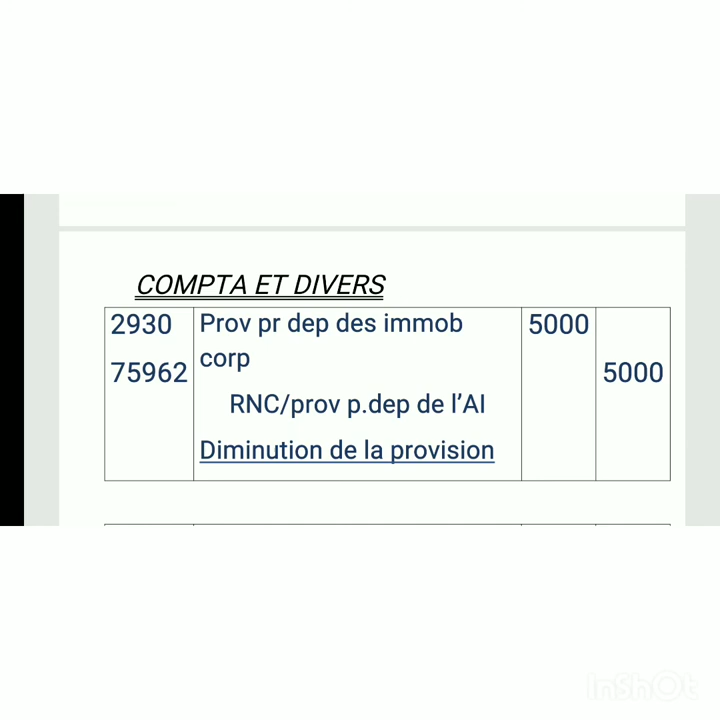 COMPTA ET DIVERS
2930 Prov pr dep des immob 5000
corp
75962 5000
RNC/prov p.dep de l’AI
Diminution de la provision
InShOt